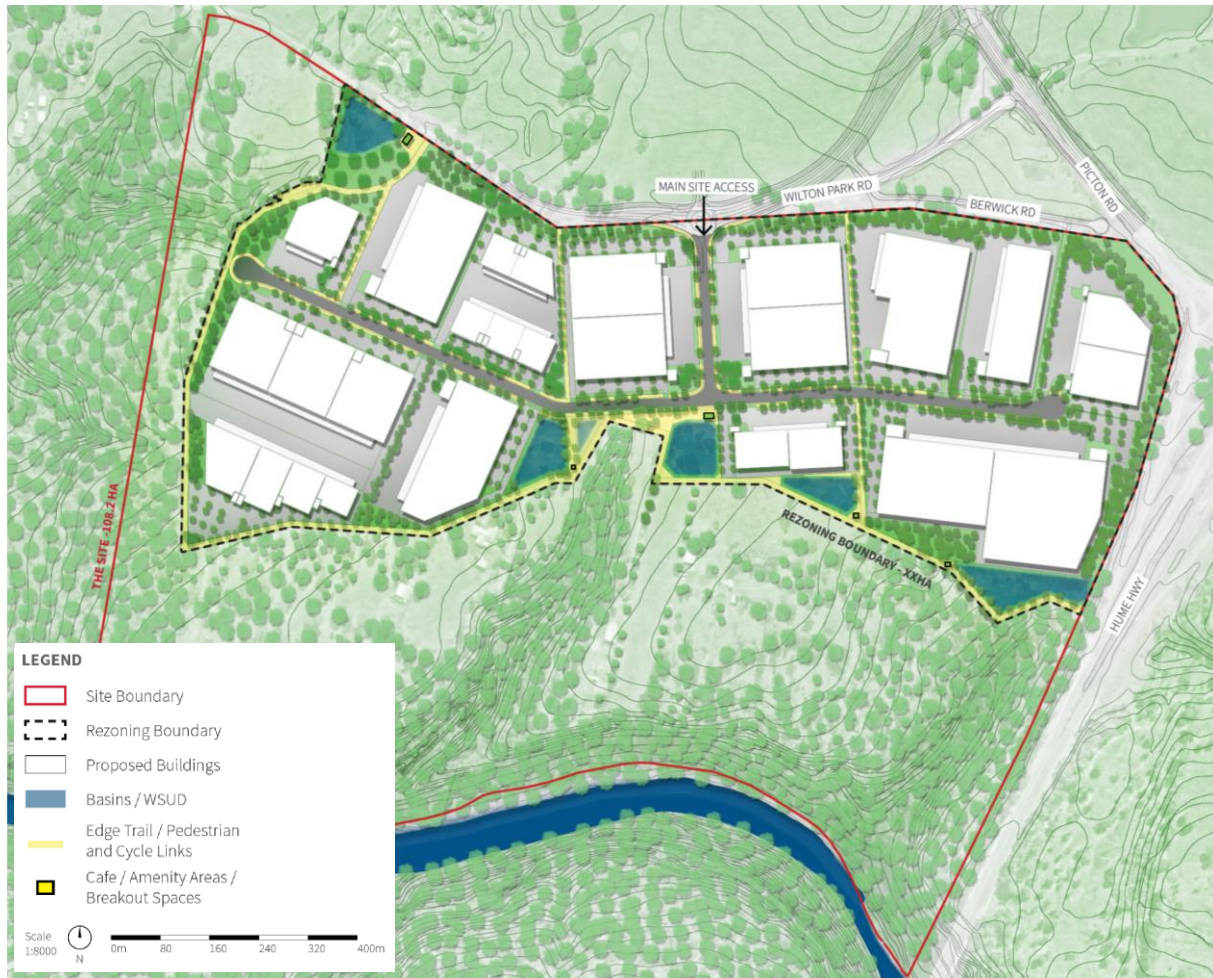 MAIN SITE ACCESS
WILTON PARK RD
BERWICK RD
PICTON RD
THE SITE -108.2 HA
REZONING BOUNDARY - XXHA
HUME HWY
LEGEND
Site Boundary
Rezoning Boundary
Proposed Buildings
Basins / WSUD
Edge Trail / Pedestrian
and Cycle Links
Cafe / Amenity Areas /
Breakout Spaces
Scale
1:8000
N
0m 80 160 240 320 400m